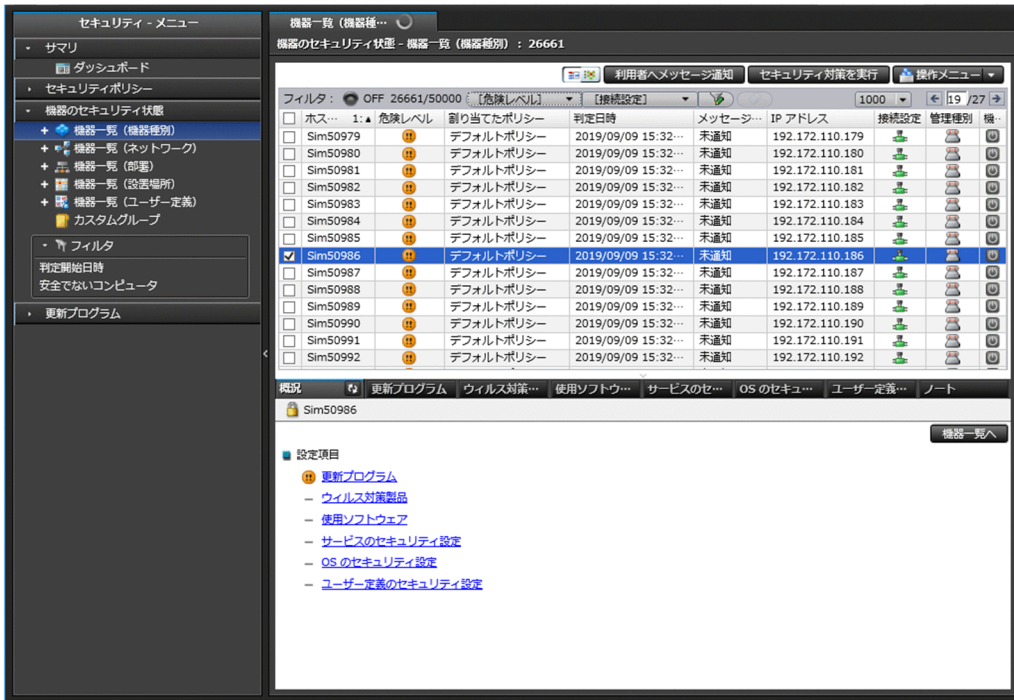 セキュリティ - メニュー
サマリ
ダッシュボード
セキュリティポリシー
機器のセキュリティ状態
機器一覧（機器種別）
機器一覧（ネットワーク）
機器一覧（部署）
機器一覧（設置場所）
機器一覧（ユーザー定義）
カスタムグループ
フィルタ
判定開始日時
安全でないコンピュータ
更新プログラム
機器一覧（機器種…
機器のセキュリティ状態 - 機器一覧（機器種別）：26661
利用者へメッセージ通知 セキュリティ対策を実行 操作メニュー
フィルタ： OFF 26661/50000 [危険レベル] [接続設定] 1000 19 /27
ホス… 1:▲ 危険レベル 割り当てたポリシー 判定日時 メッセージ… IP アドレス 接続設定 管理種別 機…
Sim50979 デフォルトポリシー 2019/09/09 15:32… 未通知 192.172.110.179
Sim50980 デフォルトポリシー 2019/09/09 15:32… 未通知 192.172.110.180
Sim50981 デフォルトポリシー 2019/09/09 15:32… 未通知 192.172.110.181
Sim50982 デフォルトポリシー 2019/09/09 15:32… 未通知 192.172.110.182
Sim50983 デフォルトポリシー 2019/09/09 15:32… 未通知 192.172.110.183
Sim50984 デフォルトポリシー 2019/09/09 15:32… 未通知 192.172.110.184
Sim50985 デフォルトポリシー 2019/09/09 15:32… 未通知 192.172.110.185
Sim50986 デフォルトポリシー 2019/09/09 15:32… 未通知 192.172.110.186
Sim50987 デフォルトポリシー 2019/09/09 15:32… 未通知 192.172.110.187
Sim50988 デフォルトポリシー 2019/09/09 15:32… 未通知 192.172.110.188
Sim50989 デフォルトポリシー 2019/09/09 15:32… 未通知 192.172.110.189
Sim50990 デフォルトポリシー 2019/09/09 15:32… 未通知 192.172.110.190
Sim50991 デフォルトポリシー 2019/09/09 15:32… 未通知 192.172.110.191
Sim50992 デフォルトポリシー 2019/09/09 15:32… 未通知 192.172.110.192
概況 更新プログラム ウィルス対策… 使用ソフトウ… サービスのセ… OS のセキュ… ユーザー定義… ノート
Sim50986
機器一覧へ
設定項目
更新プログラム
ウィルス対策製品
使用ソフトウェア
サービスのセキュリティ設定
OS のセキュリティ設定
ユーザー定義のセキュリティ設定